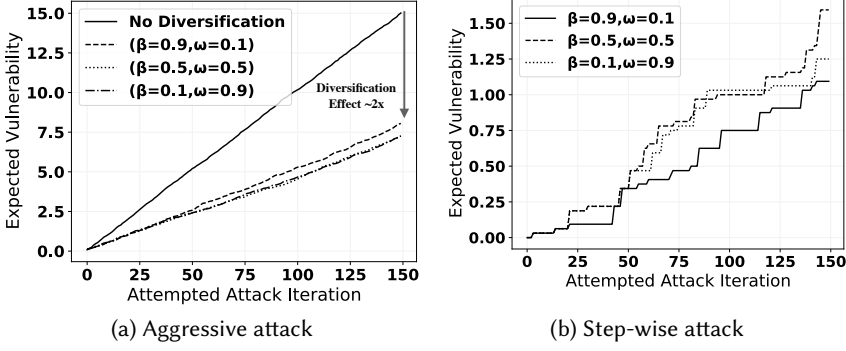 15.0
12.5
10.0
7.5
5.0
2.5
0.0
Expected Vulnerability
No Diversification
(β=0.9,ω=0.1)
(β=0.5,ω=0.5)
(β=0.1,ω=0.9)
Diversification
Effect ~2x
0 25 50 75 100 125 150
Attempted Attack Iteration
(a) Aggressive attack
1.50
1.25
1.00
0.75
0.50
0.25
0.00
Expected Vulnerability
β=0.9,ω=0.1
β=0.5,ω=0.5
β=0.1,ω=0.9
0 25 50 75 100 125 150
Attempted Attack Iteration
(b) Step-wise attack